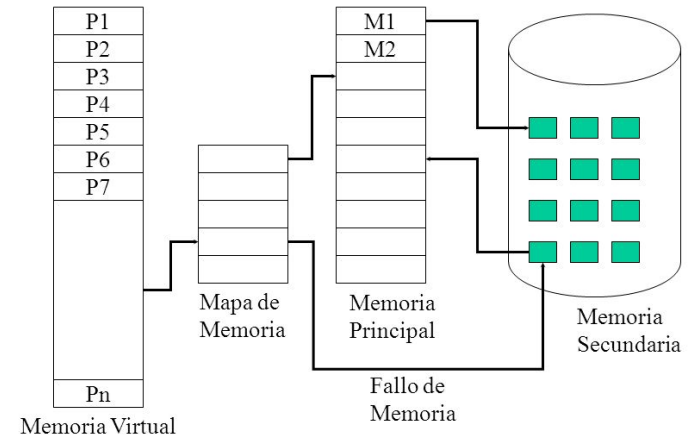 P1
P2
P3
P4
P5
P6
P7
Pn
Memoria Virtual
Mapa de
Memoria
M1
M2
Memoria
Principal
Fallo de
Memoria
Memoria
Secundaria